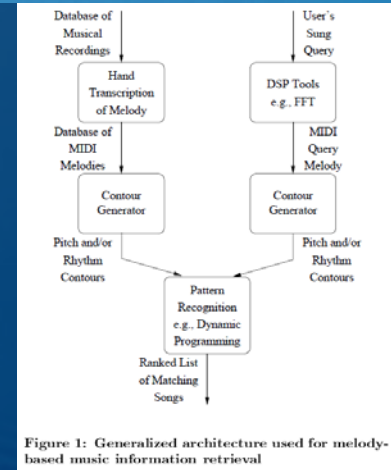 Database of
Musical
Recordings
User's
Sung
Query
Hand
Transcription
of Melody
DSP Tools
e.g., FFT
Database of
MIDI
Melodies
MIDI
Query
Melody
Contour
Generator
Contour
Generator
Pitch and/or
Rhythm
Contours
Pitch and/or
Rhythm
Contours
Pattern
Recognition
e.g., Dynamic
Programming
Ranked List
of Matching
Songs
Figure 1: Generalized architecture used for melody-
based music information retrieval